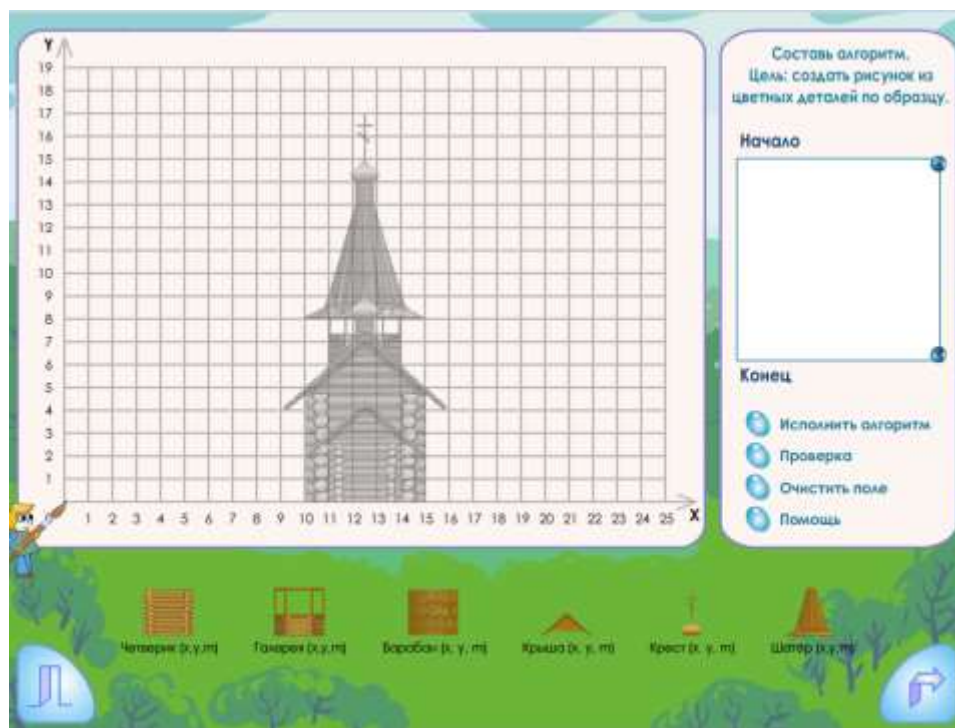 Составь алгоритм.
Цель: создать рисунок из
цветных деталей по образцу.
Начало
Конец
Исполнить алгоритм
Проверка
Очистить поле
Помощь
Y
19
18
17
16
15
14
13
12
11
10
9
8
7
6
5
4
3
2
1
1 2 3 4 5 6 7 8 9 10 11 12 13 14 15 16 17 18 19 20 21 22 23 24 25 X
Четверик (x,y,m) Галерея (x,y,m) Барабан (x, y, m) Крыша (x, y, m) Крест (x, y, m) Шатёр (x,y,m)